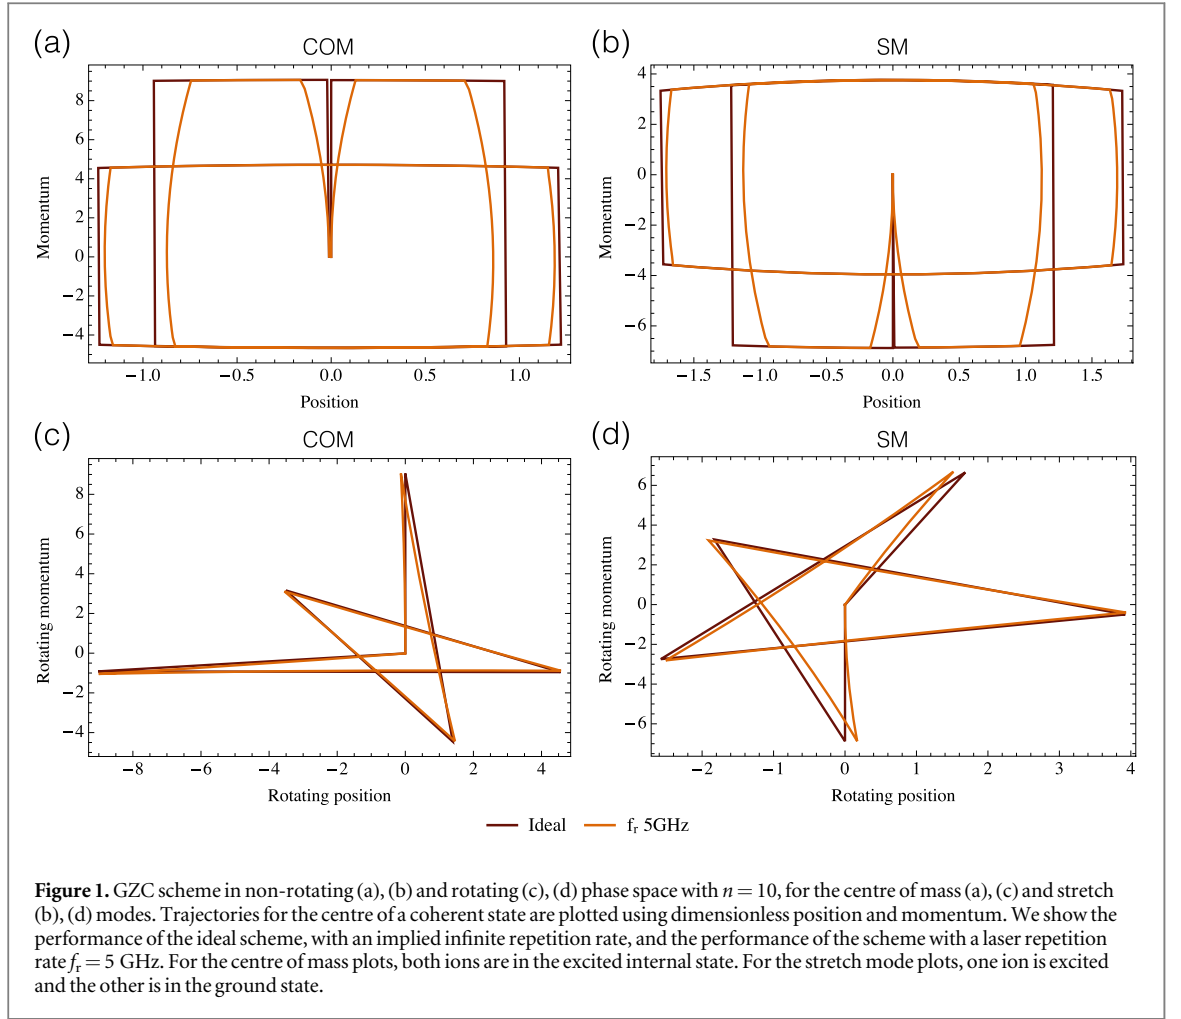 (a)
COM
Momentum
8
6
4
2
0
−2
−4
−1.0 −0.5 0.0 0.5 1.0
Position
(b)
SM
Momentum
4
2
0
−2
−4
−6
−1.5 −1.0 −0.5 0.0 0.5 1.0 1.5
Position
(c)
COM
Rotating momentum
8
6
4
2
0
−2
−4
−8 −6 −4 −2 0 2 4
Rotating position
(d)
SM
Rotating momentum
6
4
2
0
−2
−4
−6
−2 −1 0 1 2 3 4
Rotating position
Ideal fr 5GHz
Figure 1. GZC scheme in non-rotating (a), (b) and rotating (c), (d) phase space with n = 10, for the centre of mass (a), (c) and stretch
(b), (d) modes. Trajectories for the centre of a coherent state are plotted using dimensionless position and momentum. We show the
performance of the ideal scheme, with an implied infinite repetition rate, and the performance of the scheme with a laser repetition
rate fr = 5 GHz. For the centre of mass plots, both ions are in the excited internal state. For the stretch mode plots, one ion is excited
and the other is in the ground state.